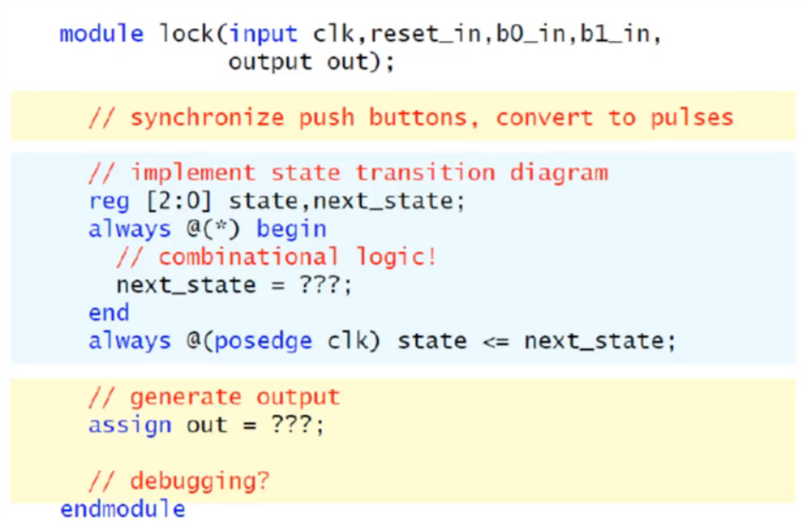 module lock(input clk,reset_in,b0_in,b1_in,
output out);
// synchronize push buttons, convert to pulses
// implement state transition diagram
reg [2:0] state,next_state;
always @(*) begin
// combinational logic!
next_state = ???;
end
always @(posedge clk) state <= next_state;
// generate output
assign out = ???;
// debugging?
endmodule